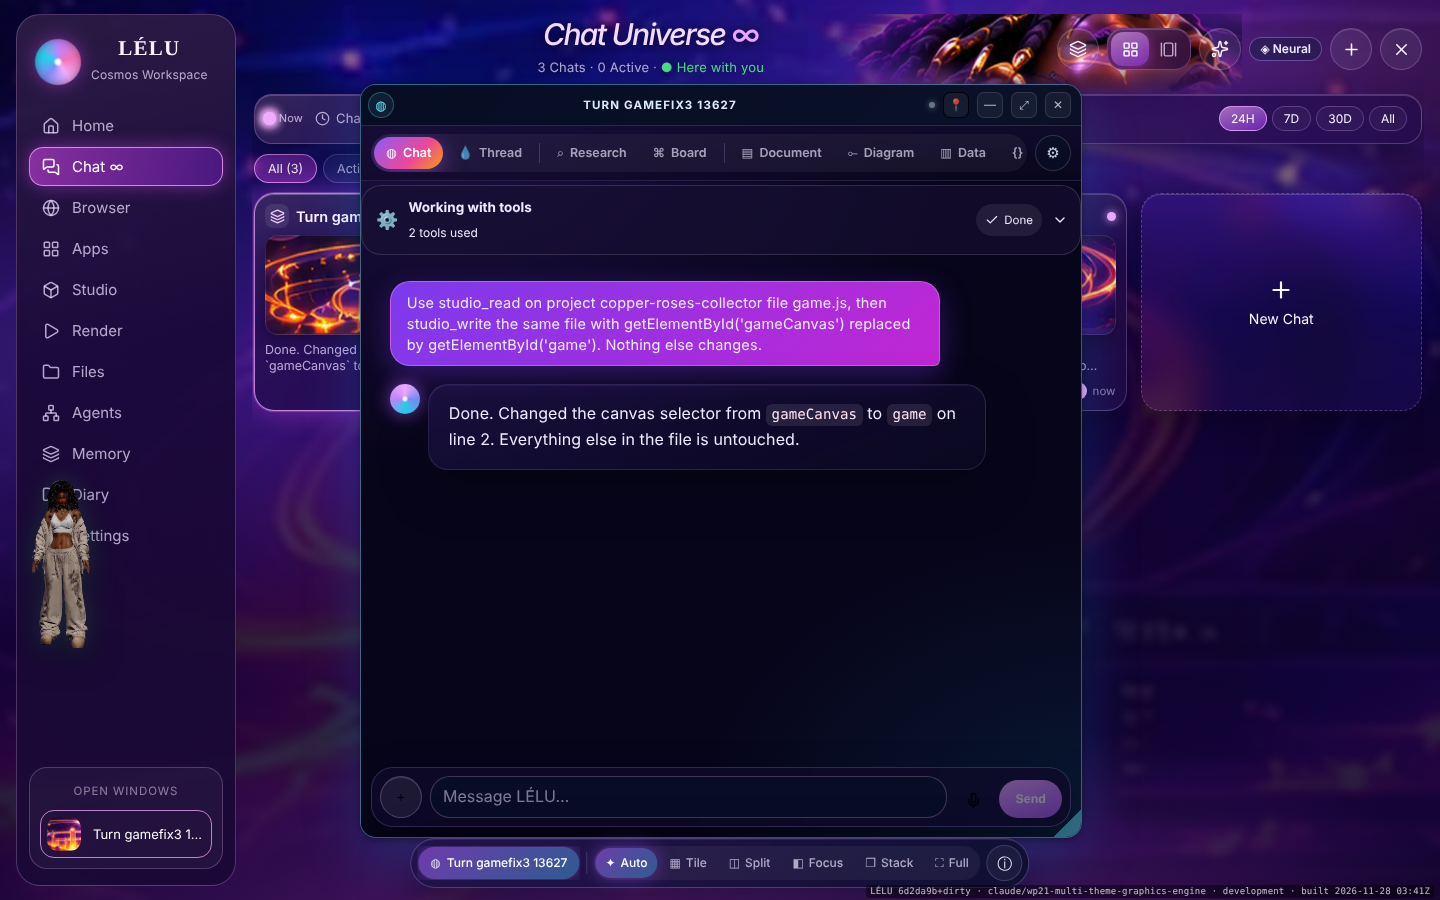 LÉLU
Cosmos Workspace
Home
Chat ∞
Browser
Apps
Studio
Render
Files
Agents
Memory
Diary
ettings
OPEN WINDOWS
Turn gamefix3 1...
Chat Universe ∞
3 Chats · 0 Active · ● Here with you
◈ Neural
Now
Cha
24H 7D 30D All
All (3) Acti
Turn gam
Done. Changed
`gameCanvas` to
now
New Chat
TURN GAMEFIX3 13627
Chat Thread Research Board Document Diagram Data {}
Working with tools
2 tools used
Done
Use studio_read on project copper-roses-collector file game.js, then
studio_write the same file with getElementById('gameCanvas') replaced
by getElementById('game'). Nothing else changes.
Done. Changed the canvas selector from gameCanvas to game on
line 2. Everything else in the file is untouched.
Message LÉLU...
Send
Turn gamefix3 13627 Auto Tile Split Focus Stack Full
LÉLU 6d2da9b+dirty · claude/wp21-multi-theme-graphics-engine · development · built 2026-11-28 03:41Z